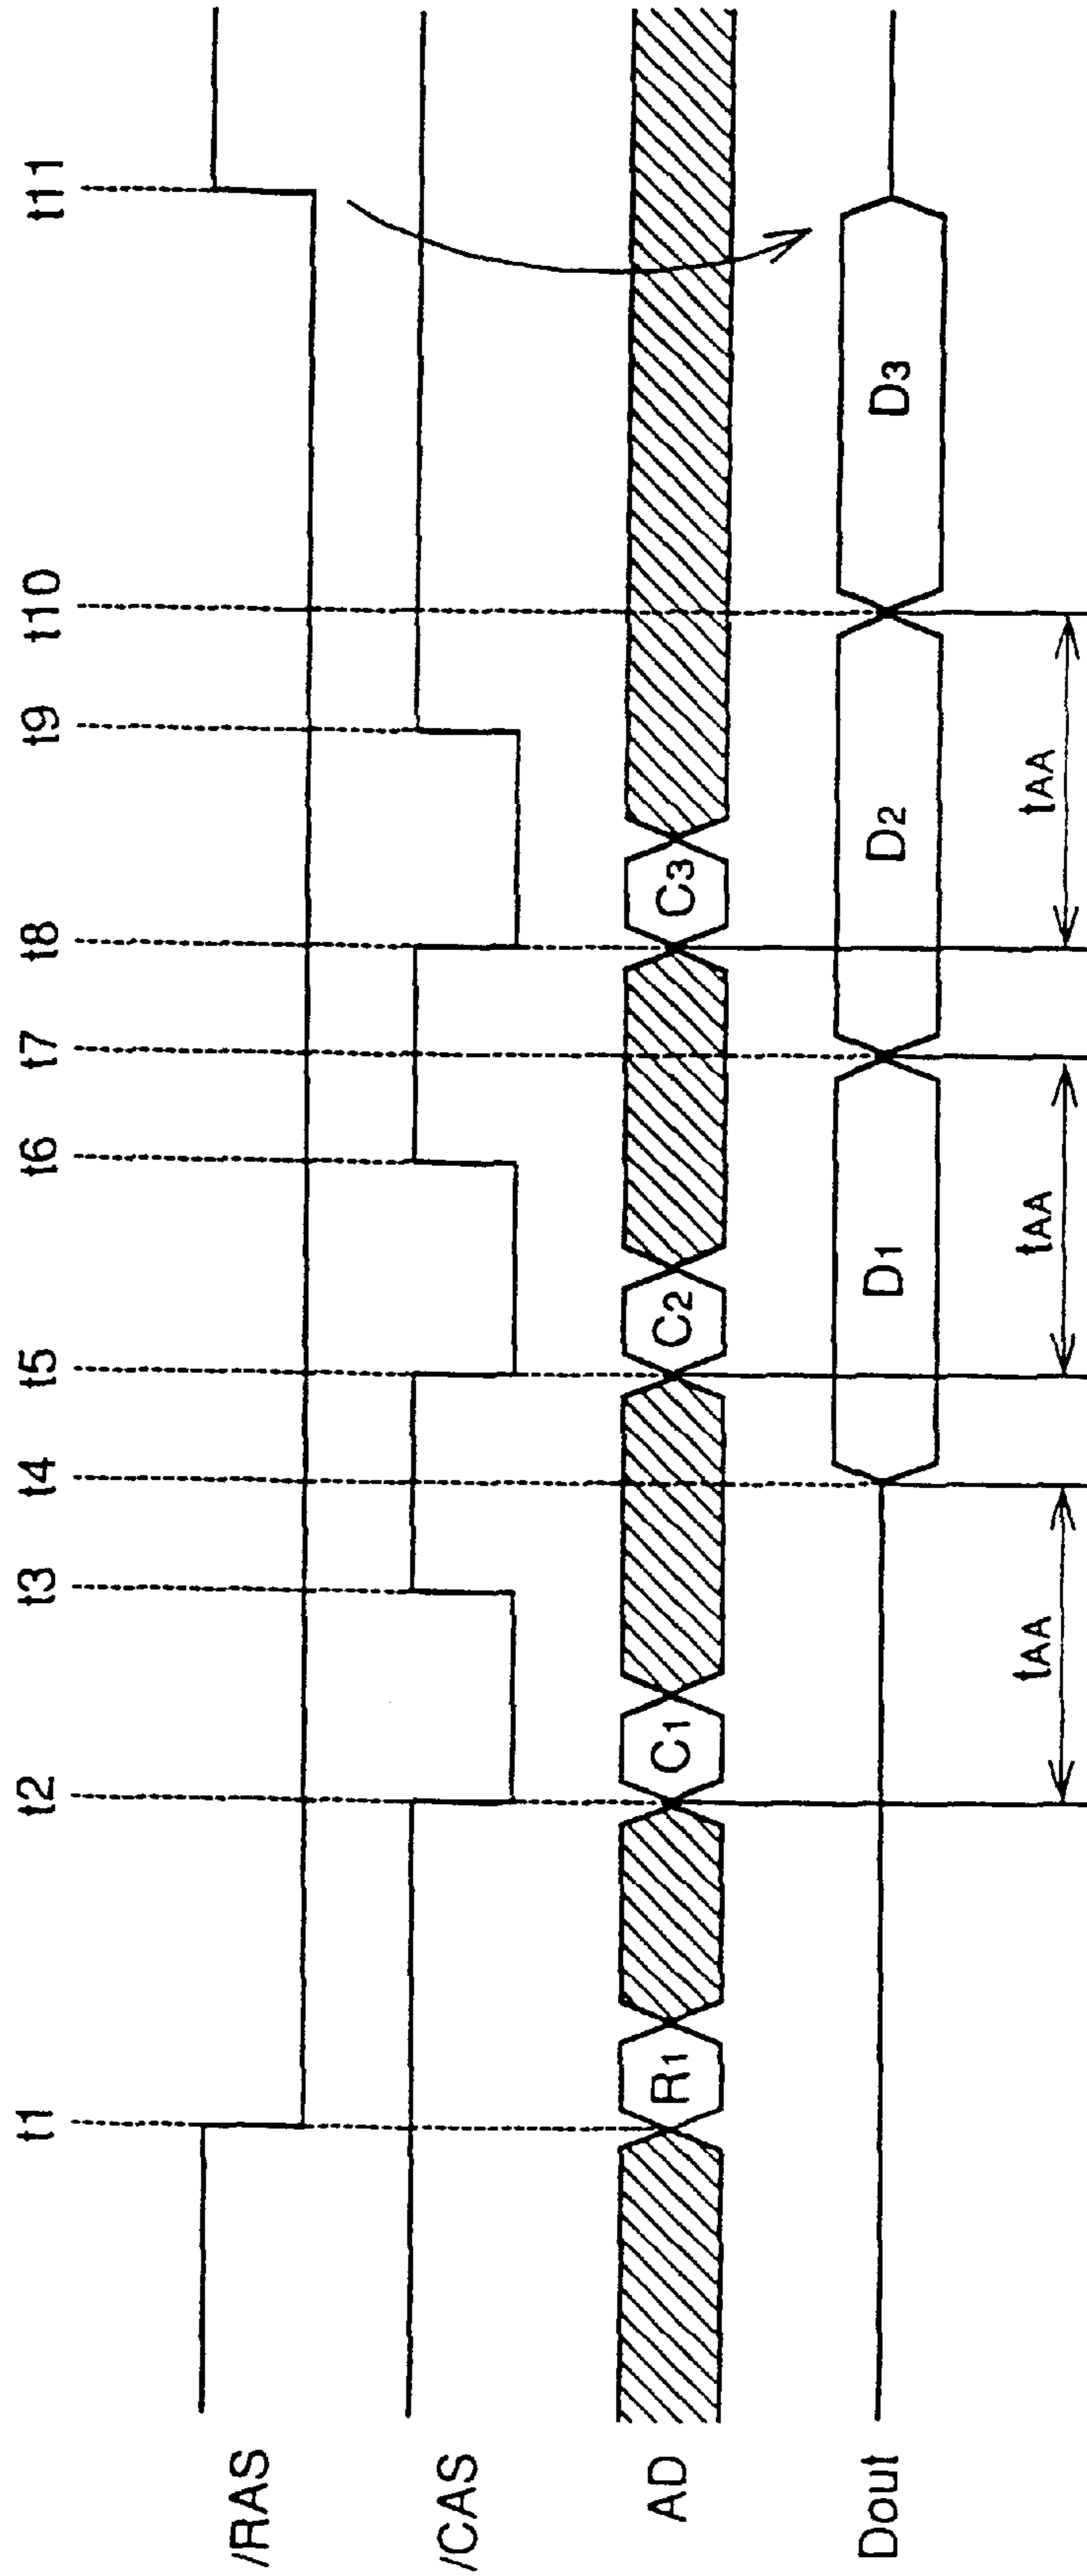 t1 t2 t3 t4 t5 t6 t7 t8 t9 t10 t11
/RAS
/CAS
AD R1 C1 C2 C3
Dout D1 D2 D3
tAA tAA tAA